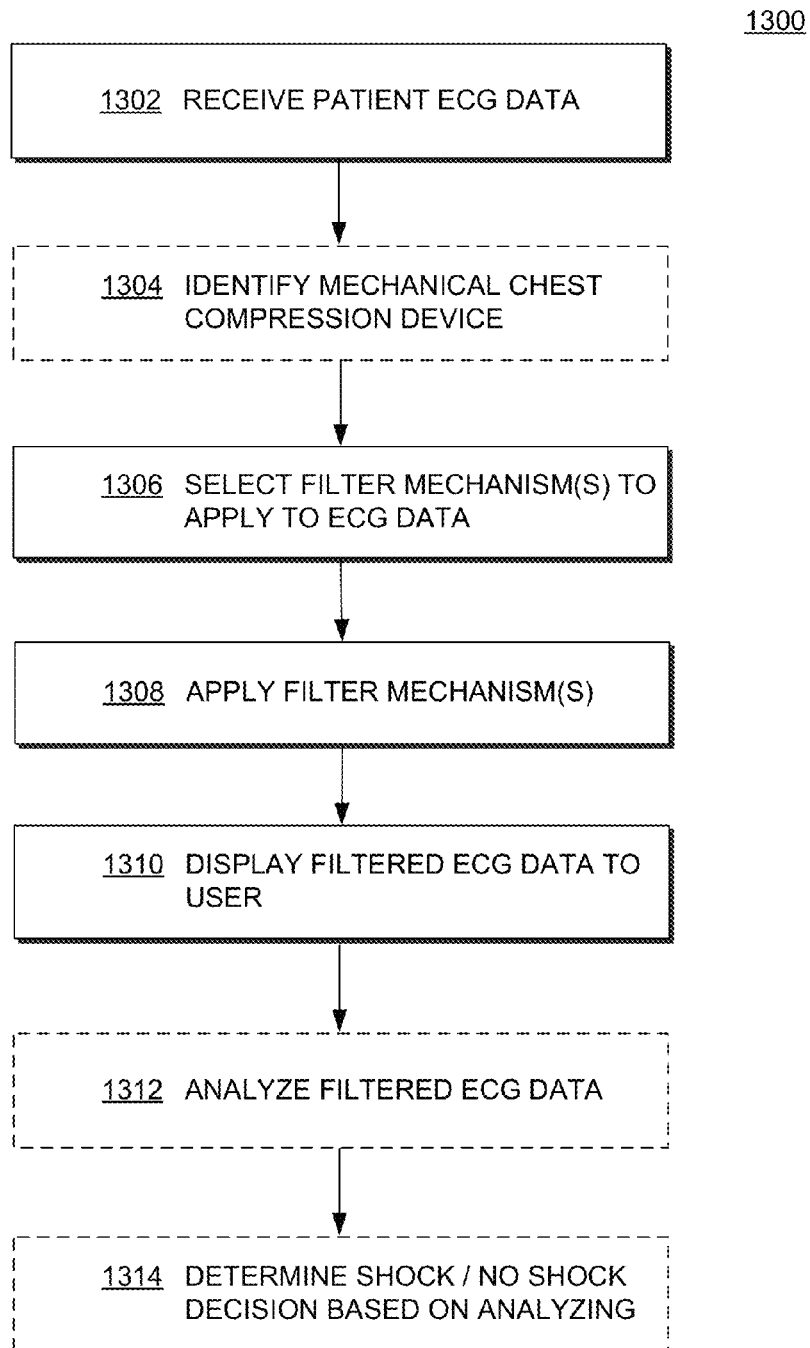 1300
1302 RECEIVE PATIENT ECG DATA
1304 IDENTIFY MECHANICAL CHEST
COMPRESSION DEVICE
1306 SELECT FILTER MECHANISM(S) TO
APPLY TO ECG DATA
1308 APPLY FILTER MECHANISM(S)
1310 DISPLAY FILTERED ECG DATA TO
USER
1312 ANALYZE FILTERED ECG DATA
1314 DETERMINE SHOCK / NO SHOCK
DECISION BASED ON ANALYZING